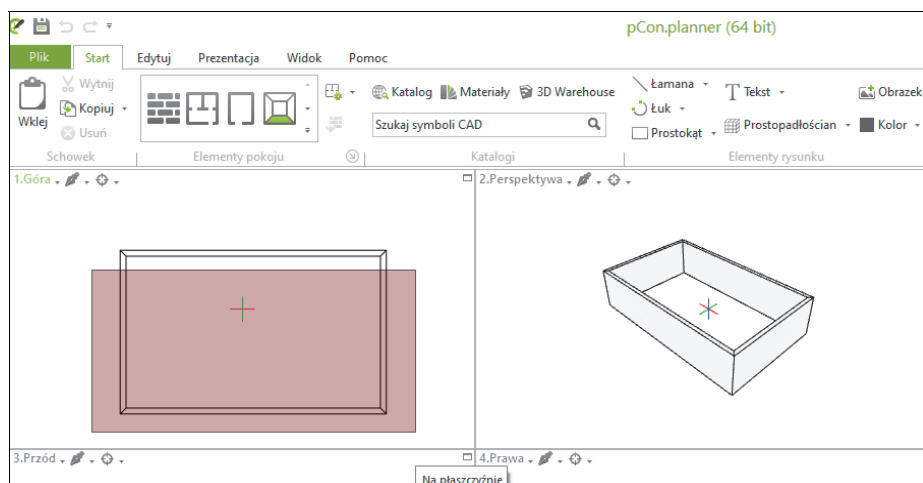 pCon.planner (64 bit)
Plik Start Edytuj Prezentacja Widok Pomoc
Wklej
Wytnij
Kopiuj
Usuń
Schowek
Elementy pokoju
Katalog Materiały 3D Warehouse
Szukaj symboli CAD
Katalogi
Łamana
Łuk
Prostokąt
Tekst
Prostopadłościan
Obrazek
Kolor
Elementy rysunku
1.Góra
2.Perspektywa
3.Przód
4.Prawa
Na płaszczyźnie